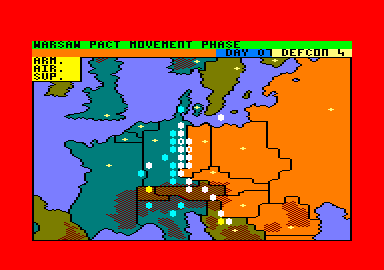 WARSAW PACT MOVEMENT PHASE
DAY 0 DEFCON 4
ARM.
AIR.
SUP.